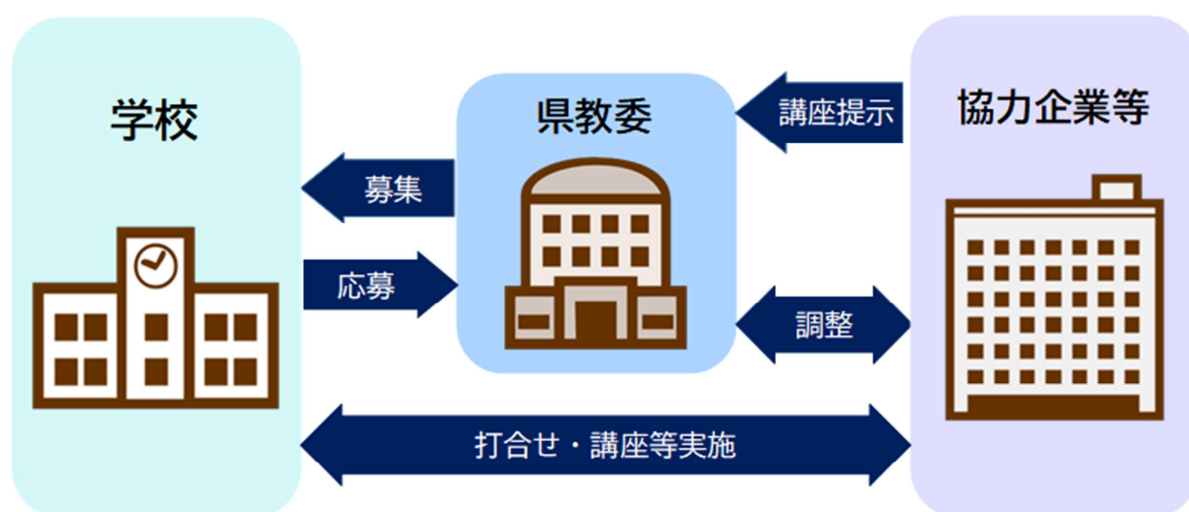 学校
県教委
協力企業等
講座提示
募集
応募
調整
打合せ・講座等実施